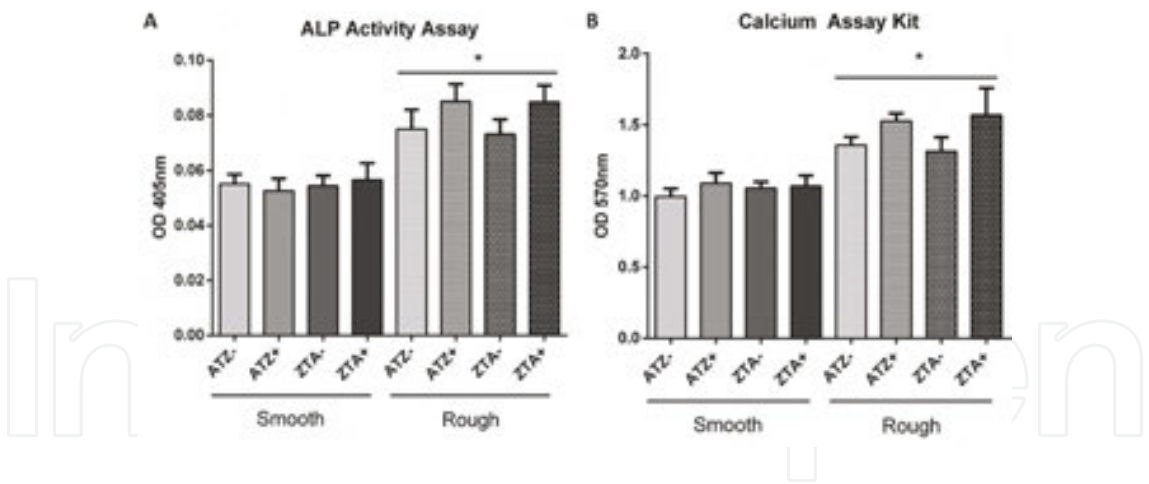 A
ALP Activity Assay
*
OD 405nm
0.10
0.08
0.06
0.04
0.02
0.00
ATZ-
ATZ+
ZTA-
ZTA+
ATZ-
ATZ+
ZTA-
ZTA+
Smooth
Rough
B
Calcium Assay Kit
*
OD 570nm
2.0
1.5
1.0
0.5
0.0
ATZ-
ATZ+
ZTA-
ZTA+
ATZ-
ATZ+
ZTA-
ZTA+
Smooth
Rough